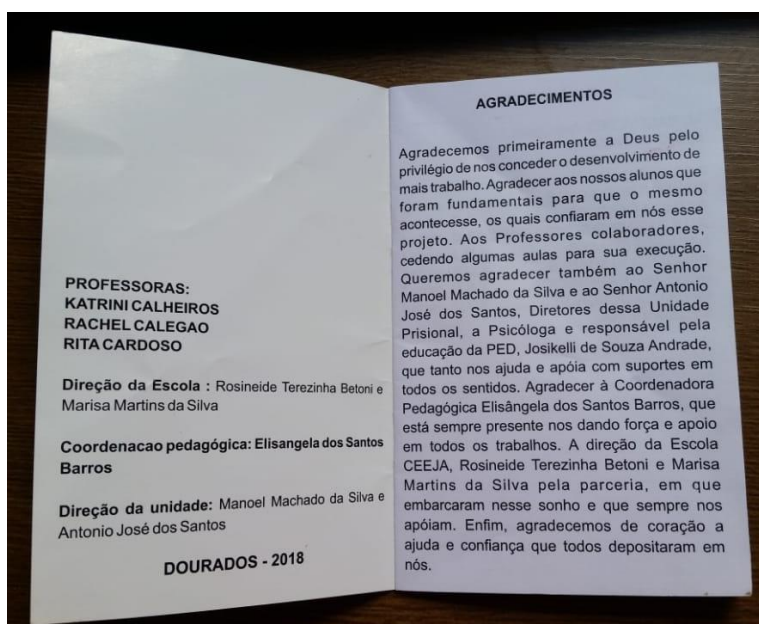 PROFESSORAS:
KATRINI CALHEIROS
RACHEL CALEGAO
RITA CARDOSO
Direção da Escola : Rosineide Terezinha Betoni e
Marisa Martins da Silva
Coordenacao pedagógica: Elisangela dos Santos
Barros
Direção da unidade: Manoel Machado da Silva e
Antonio José dos Santos
DOURADOS - 2018
AGRADECIMENTOS
Agradecemos primeiramente a Deus pelo
privilégio de nos conceder o desenvolvimento de
mais trabalho. Agradecer aos nossos alunos que
foram fundamentais para que o mesmo
acontecesse, os quais confiaram em nós esse
projeto. Aos Professores colaboradores,
cedendo algumas aulas para sua execução.
Queremos agradecer também ao Senhor
Manoel Machado da Silva e ao Senhor Antonio
José dos Santos, Diretores dessa Unidade
Prisional, a Psicóloga e responsável pela
educação da PED, Josikelli de Souza Andrade,
que tanto nos ajuda e apóia com suportes em
todos os sentidos. Agradecer à Coordenadora
Pedagógica Elisângela dos Santos Barros, que
está sempre presente nos dando força e apoio
em todos os trabalhos. A direção da Escola
CEEJA, Rosineide Terezinha Betoni e Marisa
Martins da Silva pela parceria, em que
embarcaram nesse sonho e que sempre nos
apóiam. Enfim, agradecemos de coração a
ajuda e confiança que todos depositaram em
nós.